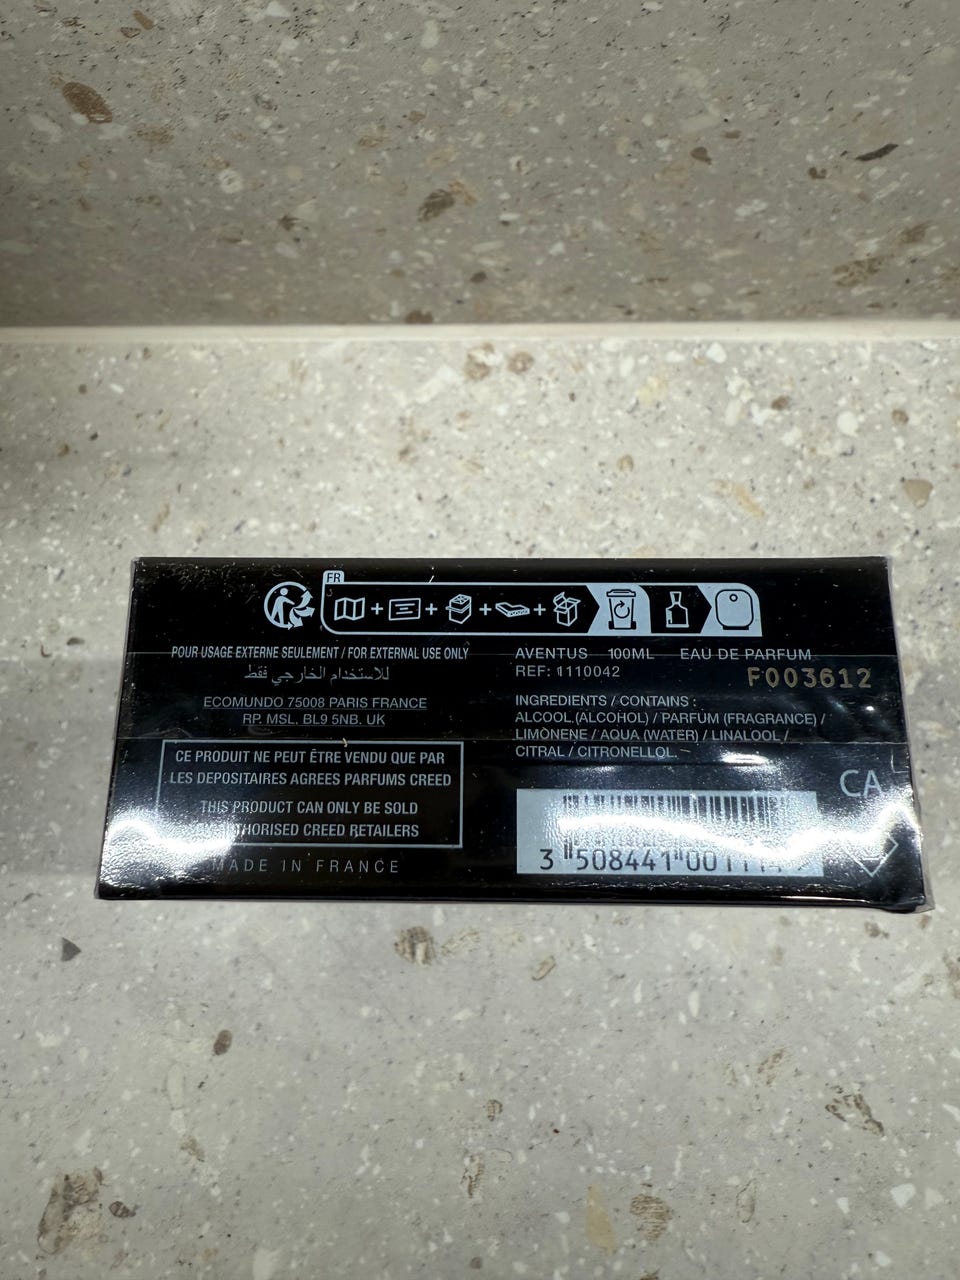 FR
POUR USAGE EXTERNE SEULEMENT / FOR EXTERNAL USE ONLY
للاستخدام الخارجي فقط
ECOMUNDO 75008 PARIS FRANCE
RP, MSL, BL9 5NB, UK
CE PRODUIT NE PEUT ÊTRE VENDU QUE PAR
LES DEPOSITAIRES AGREES PARFUMS CREED
THIS PRODUCT CAN ONLY BE SOLD
CREED RETAILERS
MADE IN FRANCE
AVENTUS 100ML EAU DE PARFUM
REF: 1110042
F003612
INGREDIENTS / CONTAINS :
ALCOOL (ALCOHOL) / PARFUM (FRAGRANCE) /
LIMONENE / AQUA (WATER) / LINALOOL /
CITRAL / CITRONELLOL.
CA
3 508441